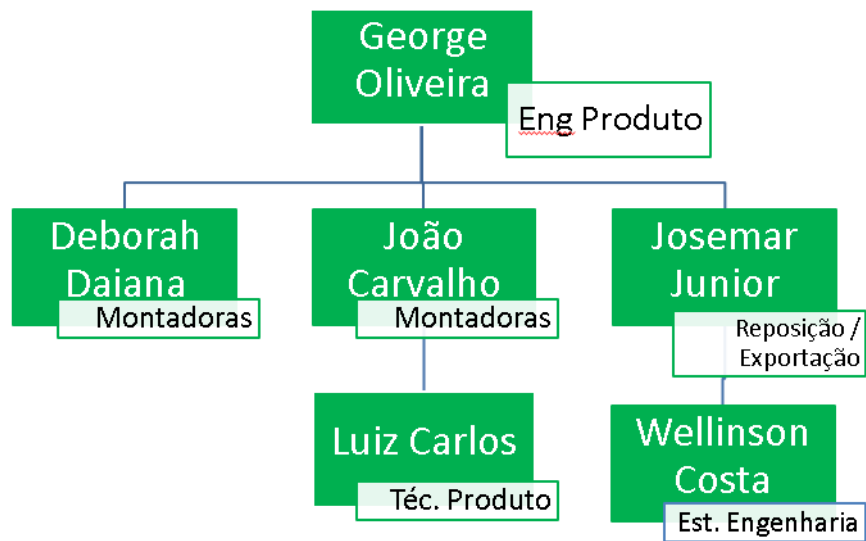 George
Oliveira
Eng Produto
Deborah
Daiana
Montadoras
João
Carvalho
Montadoras
Josemar
Junior
Reposição /
Exportação
Luiz Carlos
Téc. Produto
Wellinson
Costa
Est. Engenharia